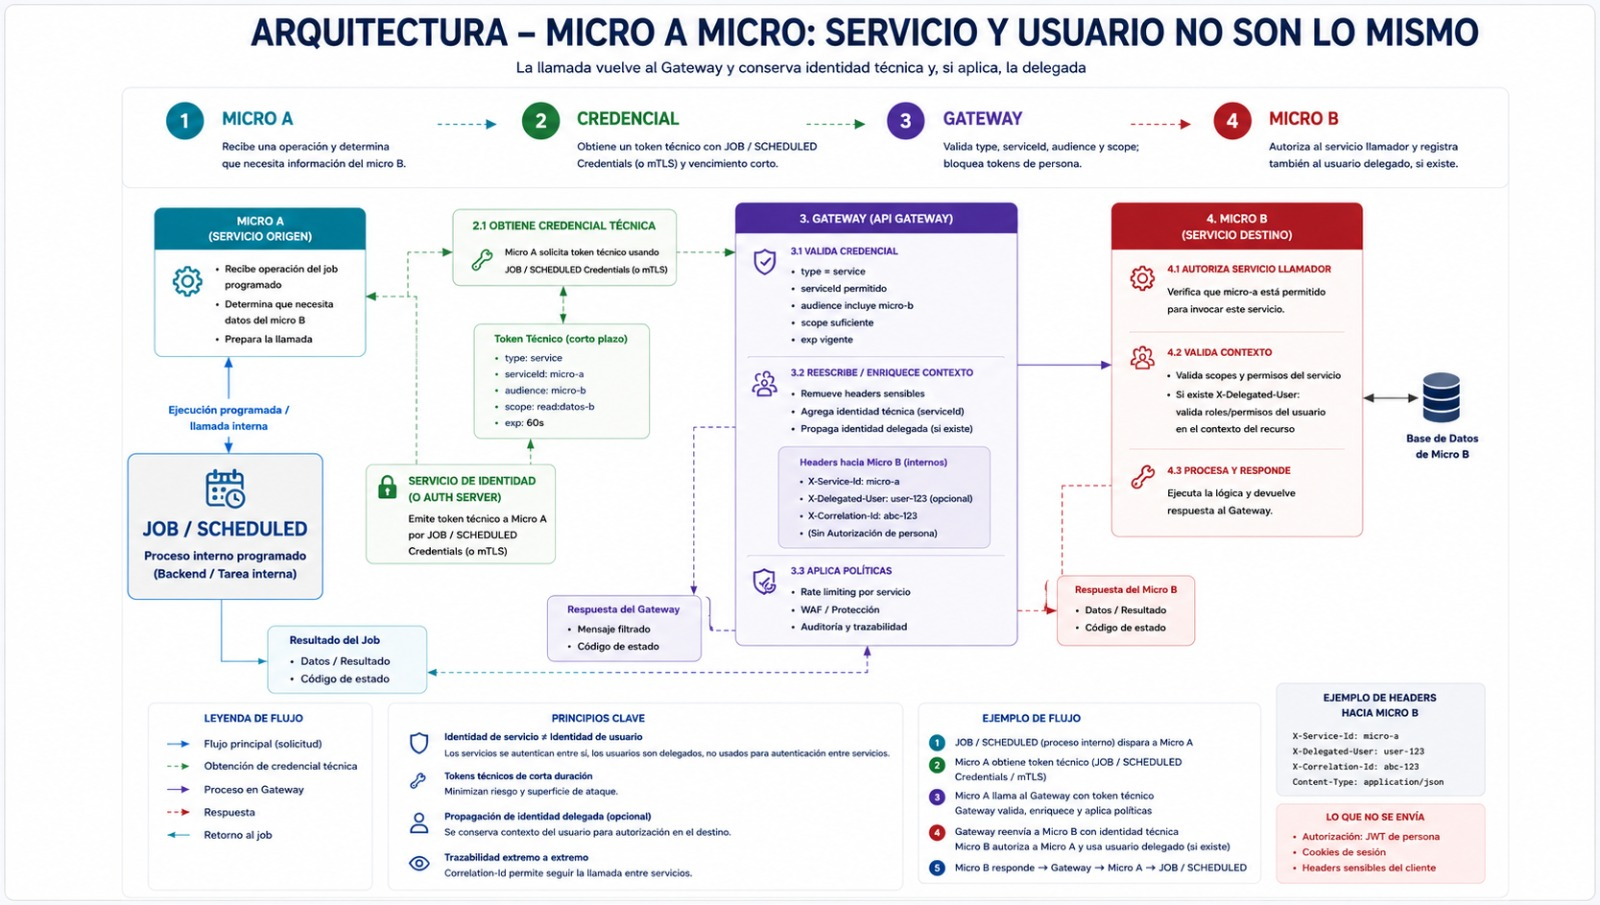 ARQUITECTURA – MICRO A MICRO: SERVICIO Y USUARIO NO SON LO MISMO
La llamada vuelve al Gateway y conserva identidad técnica y, si aplica, la delegada
1 MICRO A
Recibe una operación y determina
que necesita información del micro B.
2 CREDENCIAL
Obtiene un token técnico con JOB / SCHEDULED
Credentials (o mTLS) y vencimiento corto.
3 GATEWAY
Valida type, serviceId, audience y scope;
bloquea tokens de persona.
4 MICRO B
Autoriza al servicio llamador y registra
también al usuario delegado, si existe.
MICRO A
(SERVICIO ORIGEN)
• Recibe operación del job
programado
• Determina que necesita
datos del micro B
• Prepara la llamada
Ejecución programada /
llamada interna
JOB / SCHEDULED
Proceso interno programado
(Backend / Tarea interna)
Resultado del Job
• Datos / Resultado
• Código de estado
2.1 OBTIENE CREDENCIAL TÉCNICA
Micro A solicita token técnico usando
JOB / SCHEDULED Credentials (o mTLS)
Token Técnico (corto plazo)
• type: service
• serviceId: micro-a
• audience: micro-b
• scope: read:datos-b
• exp: 60s
SERVICIO DE IDENTIDAD
(O AUTH SERVER)
Emite token técnico a Micro A
por JOB / SCHEDULED
Credentials (o mTLS)
Respuesta del Gateway
• Mensaje filtrado
• Código de estado
3. GATEWAY (API GATEWAY)
3.1 VALIDA CREDENCIAL
• type = service
• serviceId permitido
• audience incluye micro-b
• scope suficiente
• exp vigente
3.2 REESCRIBE / ENRIQUECE CONTEXTO
• Remueve headers sensibles
• Agrega identidad técnica (serviceId)
• Propaga identidad delegada (si existe)
Headers hacia Micro B (internos)
• X-Service-Id: micro-a
• X-Delegated-User: user-123 (opcional)
• X-Correlation-Id: abc-123
• (Sin Autorización de persona)
3.3 APLICA POLÍTICAS
• Rate limiting por servicio
• WAF / Protección
• Auditoría y trazabilidad
4. MICRO B
(SERVICIO DESTINO)
4.1 AUTORIZA SERVICIO LLAMADOR
Verifica que micro-a está permitido
para invocar este servicio.
4.2 VALIDA CONTEXTO
• Valida scopes y permisos del servicio
• Si existe X-Delegated-User:
valida roles/permisos del usuario
en el contexto del recurso
4.3 PROCESA Y RESPONDE
Ejecuta la lógica y devuelve
respuesta al Gateway.
Base de Datos
de Micro B
Respuesta del Micro B
• Datos / Resultado
• Código de estado
LEYENDA DE FLUJO
Flujo principal (solicitud)
Obtención de credencial técnica
Proceso en Gateway
Respuesta
Retorno al job
PRINCIPIOS CLAVE
Identidad de servicio ≠ Identidad de usuario
Los servicios se autentican entre sí, los usuarios son delegados, no usados para autenticación entre servicios.
Tokens técnicos de corta duración
Minimizan riesgo y superficie de ataque.
Propagación de identidad delegada (opcional)
Se conserva contexto del usuario para autorización en el destino.
Trazabilidad extremo a extremo
Correlation-Id permite seguir la llamada entre servicios.
EJEMPLO DE FLUJO
1 JOB / SCHEDULED (proceso interno) dispara a Micro A
2 Micro A obtiene token técnico (JOB / SCHEDULED
Credentials / mTLS)
3 Micro A llama al Gateway con token técnico
Gateway valida, enriquece y aplica políticas
4 Gateway reenvía a Micro B con identidad técnica
Micro B autoriza a Micro A y usa usuario delegado (si existe)
5 Micro B responde → Gateway → Micro A → JOB / SCHEDULED
EJEMPLO DE HEADERS
HACIA MICRO B
X-Service-Id: micro-a
X-Delegated-User: user-123
X-Correlation-Id: abc-123
Content-Type: application/json
LO QUE NO SE ENVÍA
• Autorización: JWT de persona
• Cookies de sesión
• Headers sensibles del cliente